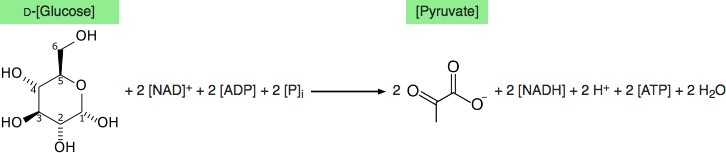 D-[Glucose] [Pyruvate]
OH
6
HO 5 O
4
+ 2 [NAD]+ + 2 [ADP] + 2 [P]i 2 O O O- + 2 [NADH] + 2 H+ + 2 [ATP] + 2 H2O
HO 3 2 1 OH
OH